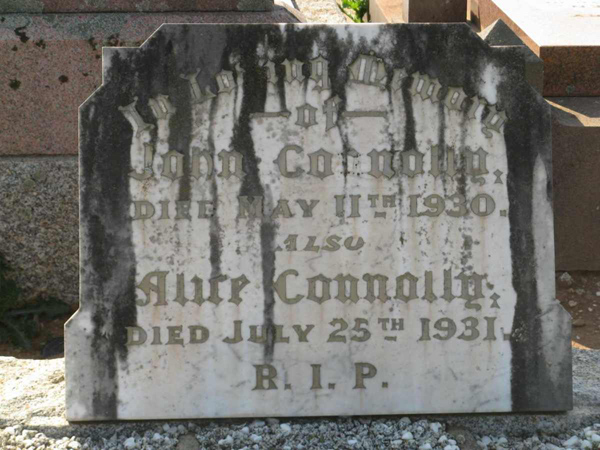 In Loving Memory
of
John Connolly,
DIED MAY 11TH 1930.
ALSO
Alice Connolly,
DIED JULY 25TH 1931.
R. I. P.